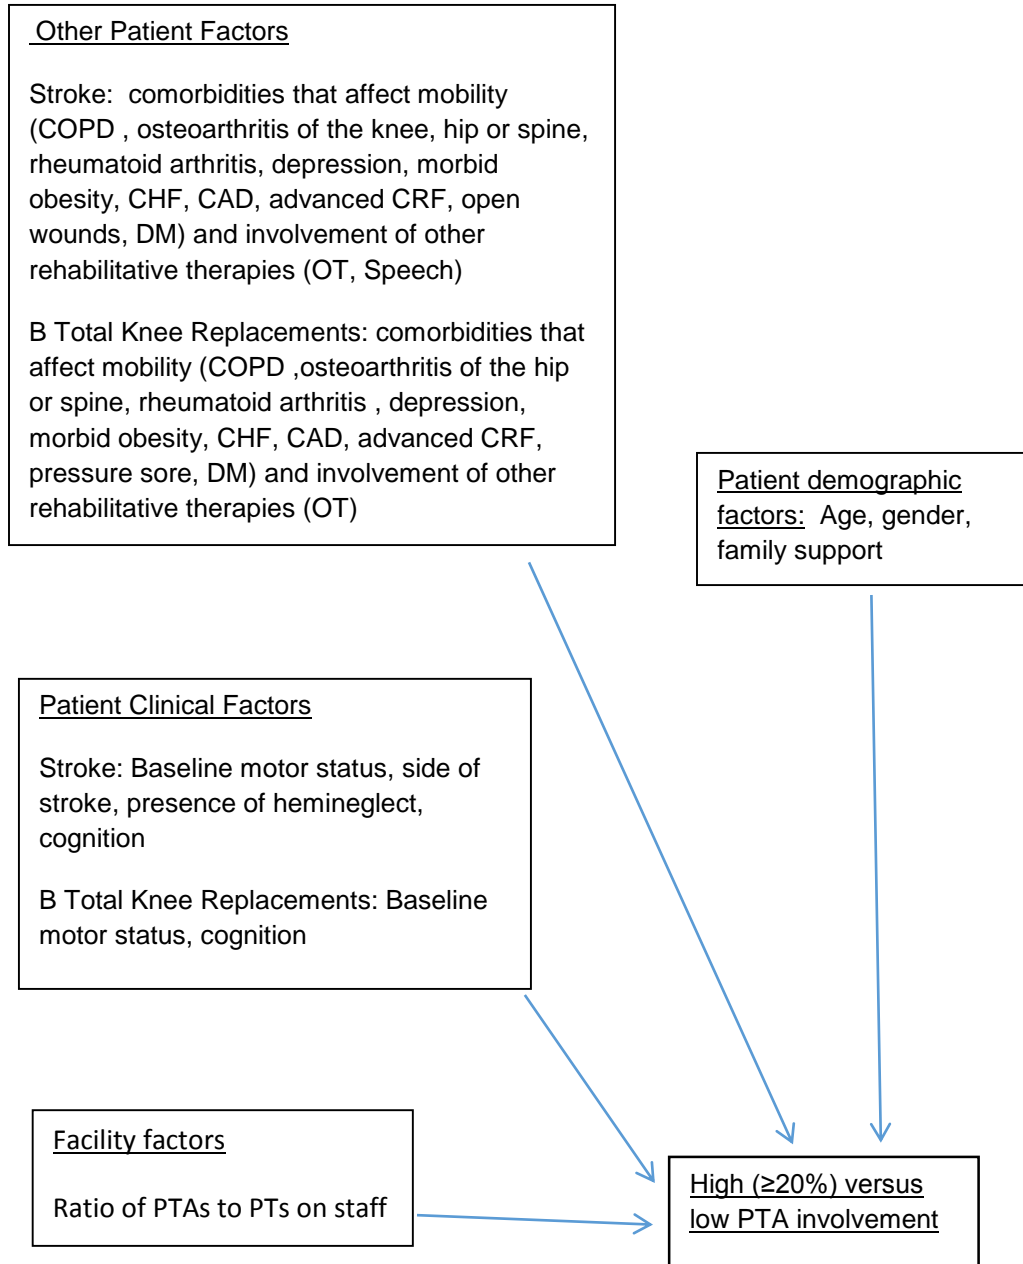 Other Patient Factors
Stroke:  comorbidities that affect mobility
(COPD , osteoarthritis of the knee, hip or spine,
rheumatoid arthritis, depression, morbid
obesity, CHF, CAD, advanced CRF, open
wounds, DM) and involvement of other
rehabilitative therapies (OT, Speech)
B Total Knee Replacements: comorbidities that
affect mobility (COPD ,osteoarthritis of the hip
or spine, rheumatoid arthritis , depression,
morbid obesity, CHF, CAD, advanced CRF,
pressure sore, DM) and involvement of other
rehabilitative therapies (OT)
Patient demographic
factors:  Age, gender,
family support
Patient Clinical Factors
Stroke: Baseline motor status, side of
stroke, presence of hemineglect,
cognition
B Total Knee Replacements: Baseline
motor status, cognition
Facility factors
Ratio of PTAs to PTs on staff
High (≥20%) versus
low PTA involvement